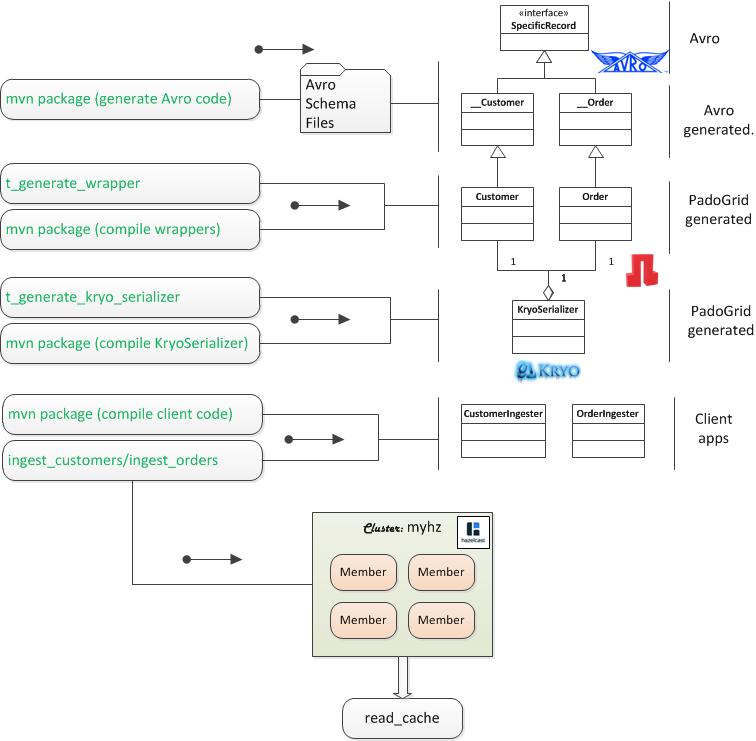 «interface»
SpecificRecord
Avro
AVRO
mvn package (generate Avro code)
Avro
Schema
Files
__Customer
__Order
Avro
generated.
t_generate_wrapper
mvn package (compile wrappers)
Customer
Order
PadoGrid
generated
1
1
1
t_generate_kryo_serializer
mvn package (compile KryoSerializer)
KryoSerializer
PadoGrid
generated
KRYO
mvn package (compile client code)
ingest_customers/ingest_orders
CustomerIngester
OrderIngester
Client
apps
Cluster: myhz
hazelcast
Member
Member
Member
Member
read_cache